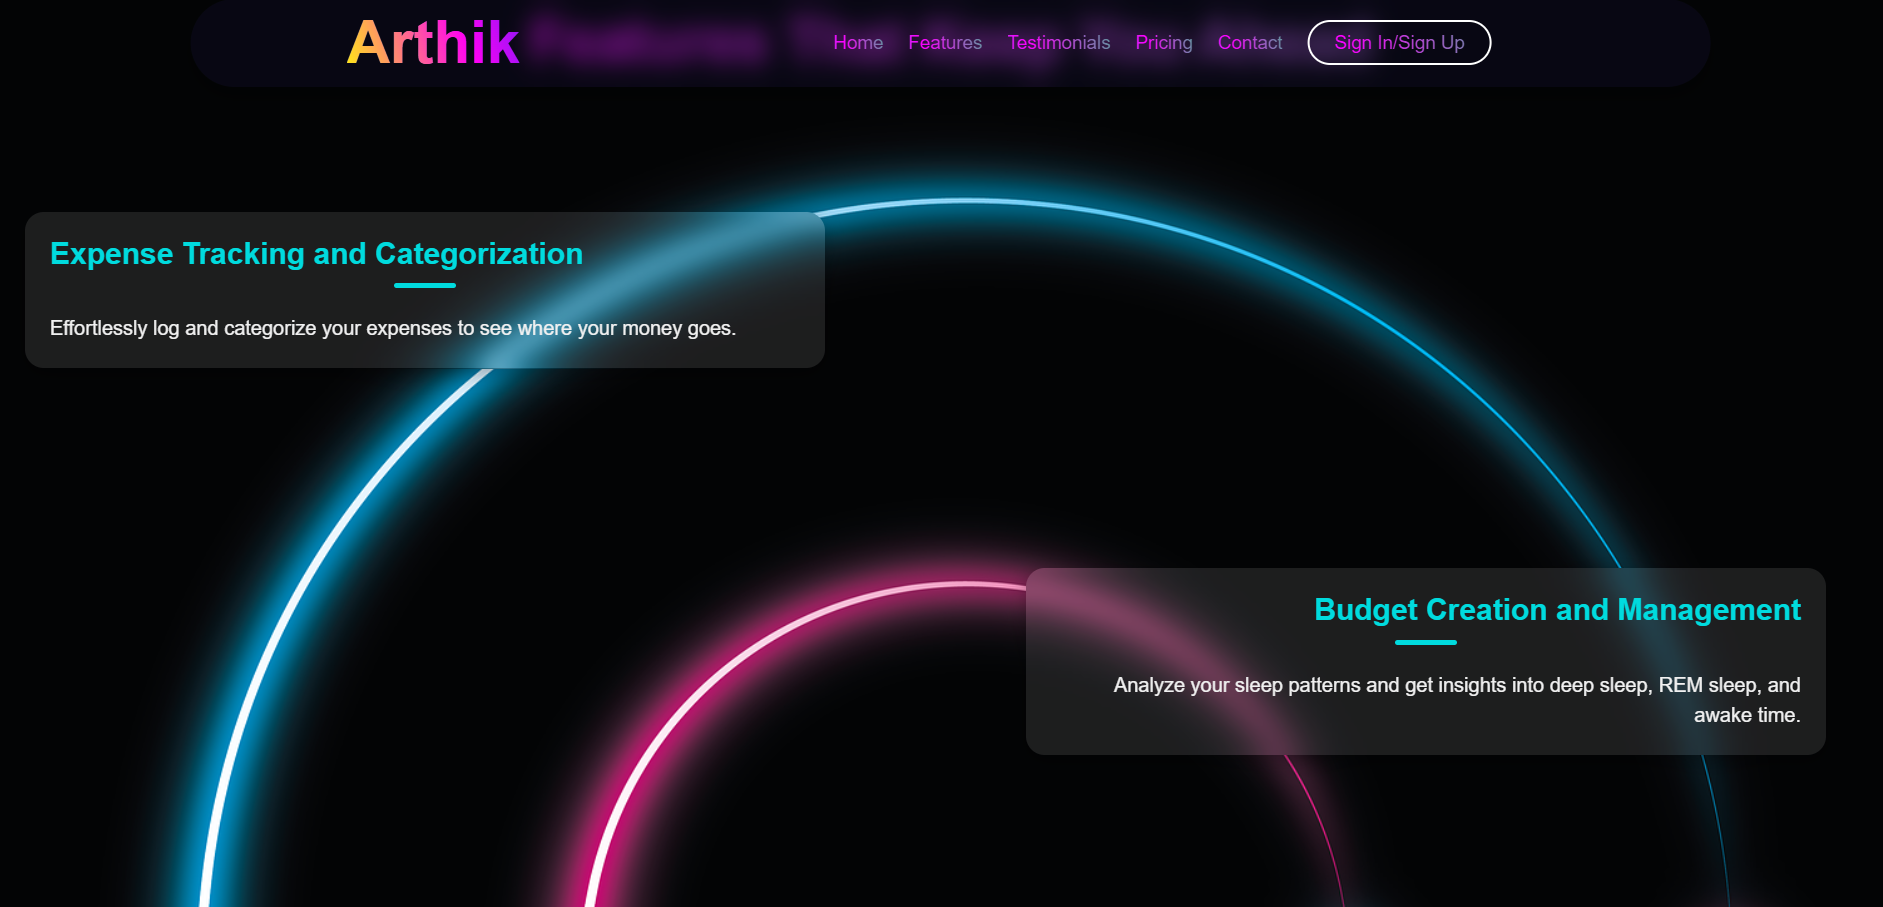 Arthik
Home Features Testimonials Pricing Contact Sign In/Sign Up
Expense Tracking and Categorization
Effortlessly log and categorize your expenses to see where your money goes.
Budget Creation and Management
Analyze your sleep patterns and get insights into deep sleep, REM sleep, and
awake time.